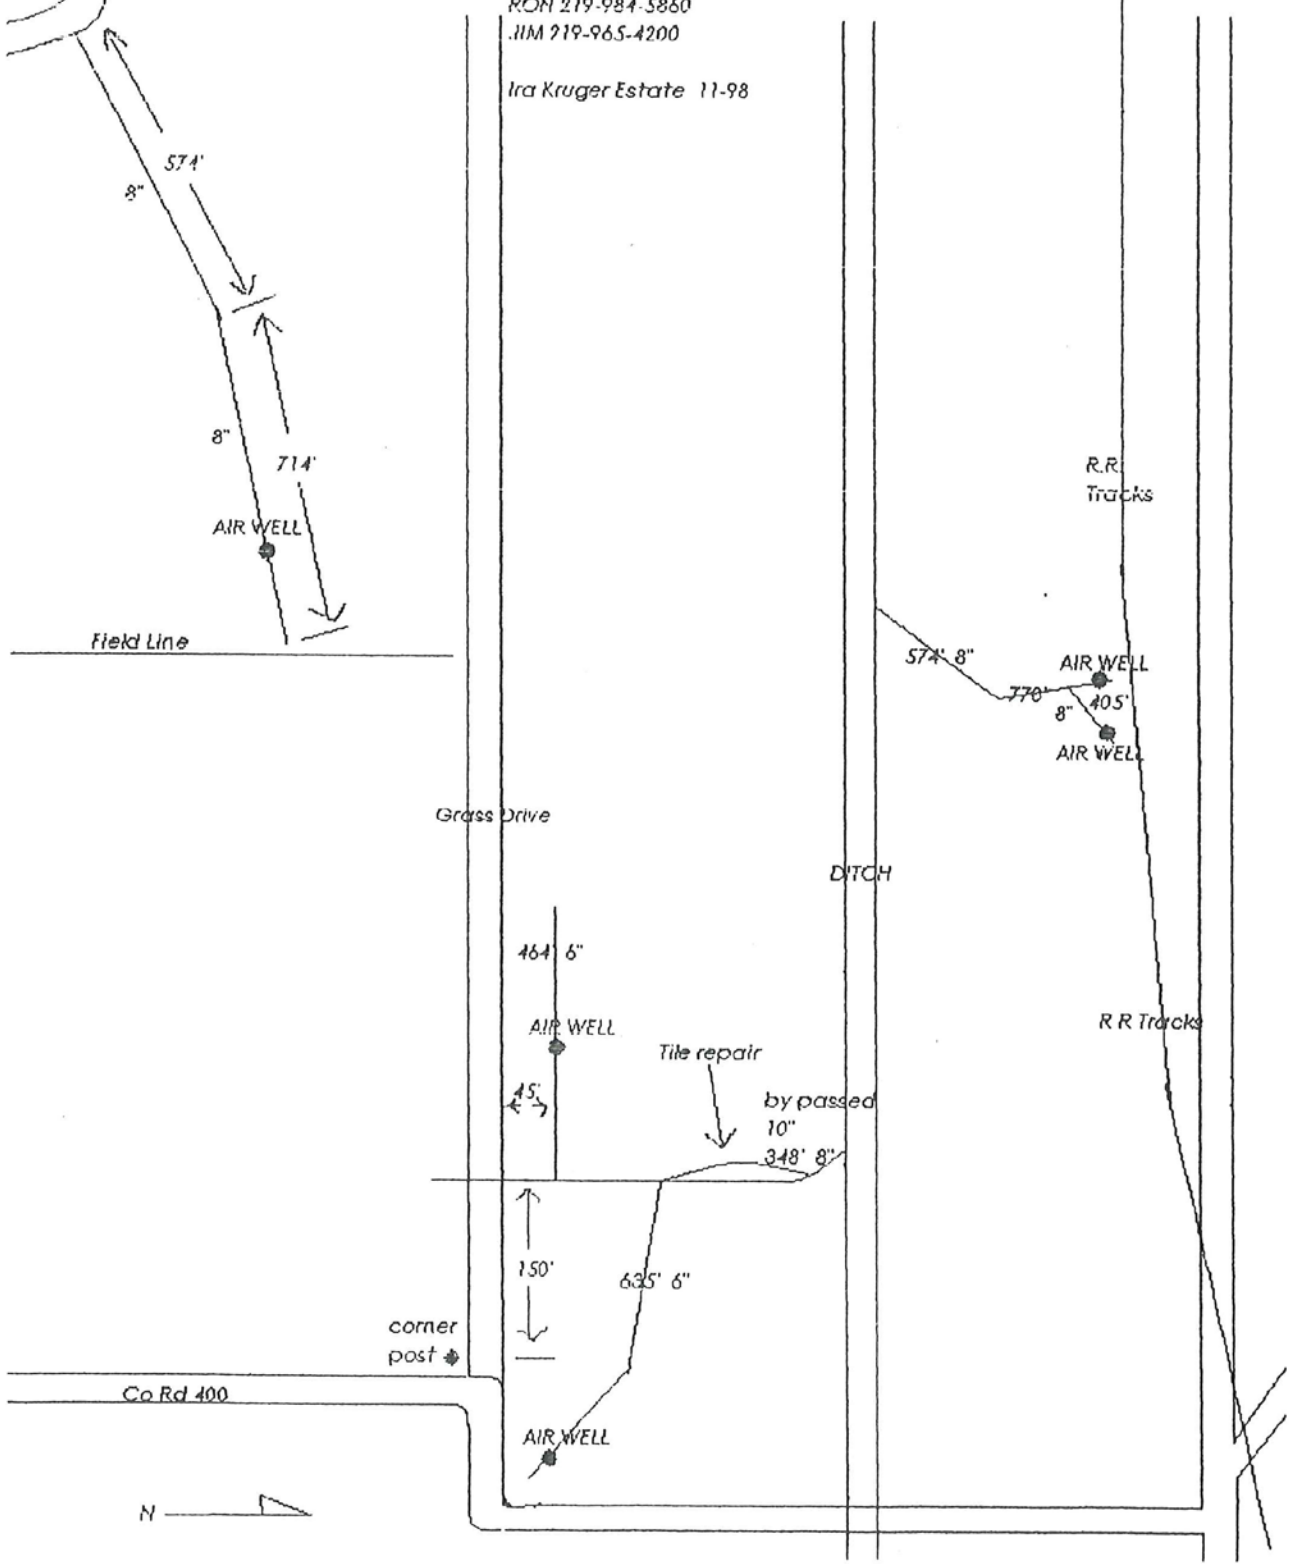 RON 219-984-5860
JIM 219-965-4200
Ira Kruger Estate 11-98
574'
8"
8"
714'
AIR WELL
Field Line
R.R.
Tracks
574' 8"
AIR WELL
770'
405'
8"
AIR WELL
Grass Drive
DITCH
464' 6"
AIR WELL
R R Tracks
Tile repair
45'
by passed
10"
348' 8"
150'
635' 6"
corner
post
Co Rd 400
AIR WELL
N